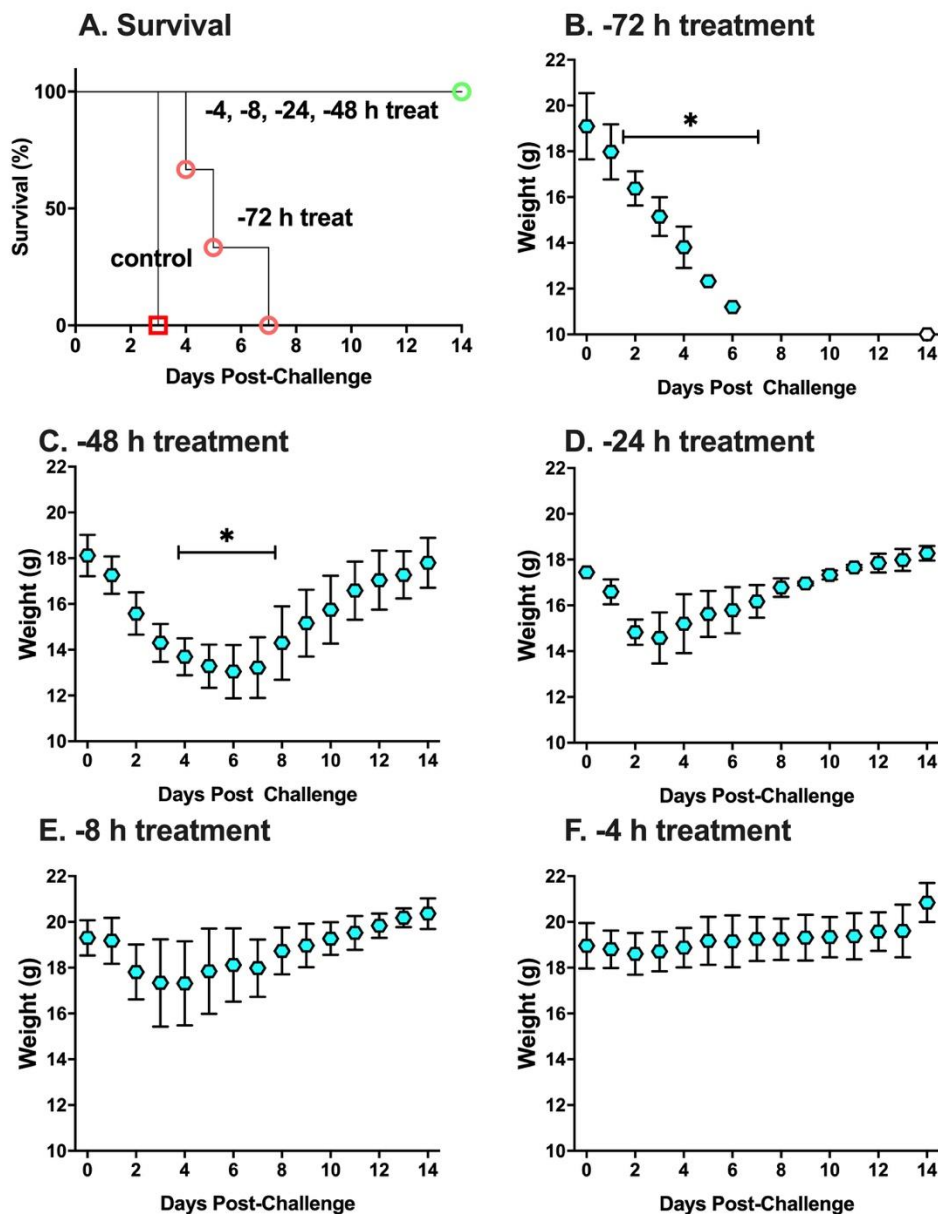 A. Survival
100
50
0
Survival (%)
-4, -8, -24, -48 h treat
-72 h treat
control
0 2 4 6 8 10 12 14
Days Post-Challenge
B. -72 h treatment
22
20
18
16
14
12
10
Weight (g)
*
0 2 4 6 8 10 12 14
Days Post Challenge
C. -48 h treatment
22
20
18
16
14
12
10
Weight (g)
*
0 2 4 6 8 10 12 14
Days Post Challenge
D. -24 h treatment
22
20
18
16
14
12
10
Weight (g)
0 2 4 6 8 10 12 14
Days Post-Challenge
E. -8 h treatment
22
20
18
16
14
12
10
Weight (g)
0 2 4 6 8 10 12 14
Days Post-Challenge
F. -4 h treatment
22
20
18
16
14
12
10
Weight (g)
0 2 4 6 8 10 12 14
Days Post-Challenge